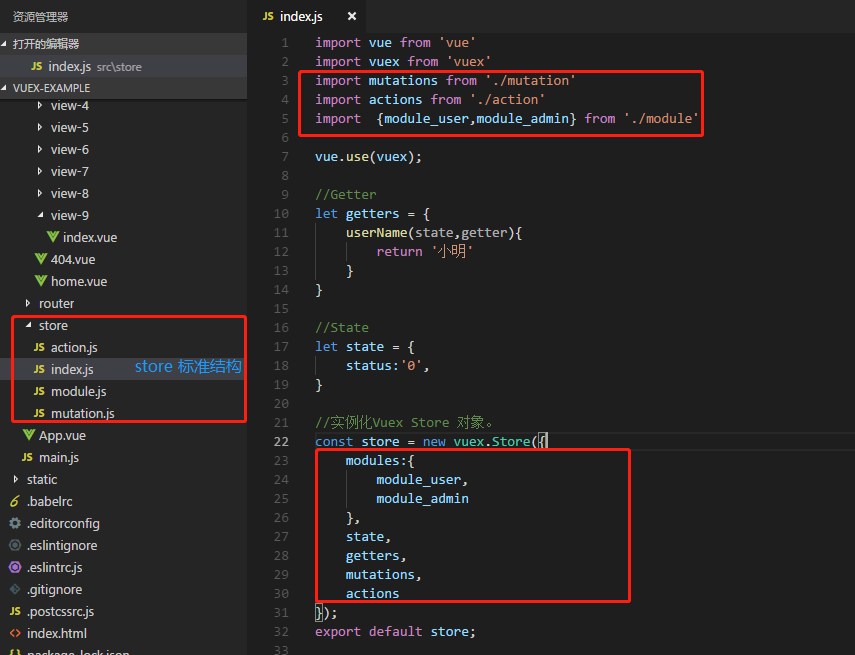 资源管理器
打开的编辑器
JS index.js src\store
VUEX-EXAMPLE
view-4
view-5
view-6
view-7
view-8
view-9
index.vue
404.vue
home.vue
router
store
JS action.js
JS index.js
store 标准结构
JS module.js
JS mutation.js
App.vue
JS main.js
static
.babelrc
.editorconfig
.eslintignore
.eslintrc.js
.gitignore
JS .postcssrc.js
<> index.html
{} package-lock.json
JS index.js ×
1 import vue from 'vue'
2 import vuex from 'vuex'
3 import mutations from './mutation'
4 import actions from './action'
5 import  {module_user,module_admin} from './module'
6
7 vue.use(vuex);
8
9 //Getter
10 let getters = {
11     userName(state,getter){
12         return '小明'
13     }
14 }
15
16 //State
17 let state = {
18     status:'0',
19 }
20
21 //实例化Vuex Store 对象。
22 const store = new vuex.Store({
23     modules:{
24         module_user,
25         module_admin
26     },
27     state,
28     getters,
29     mutations,
30     actions
31 });
32 export default store;
33